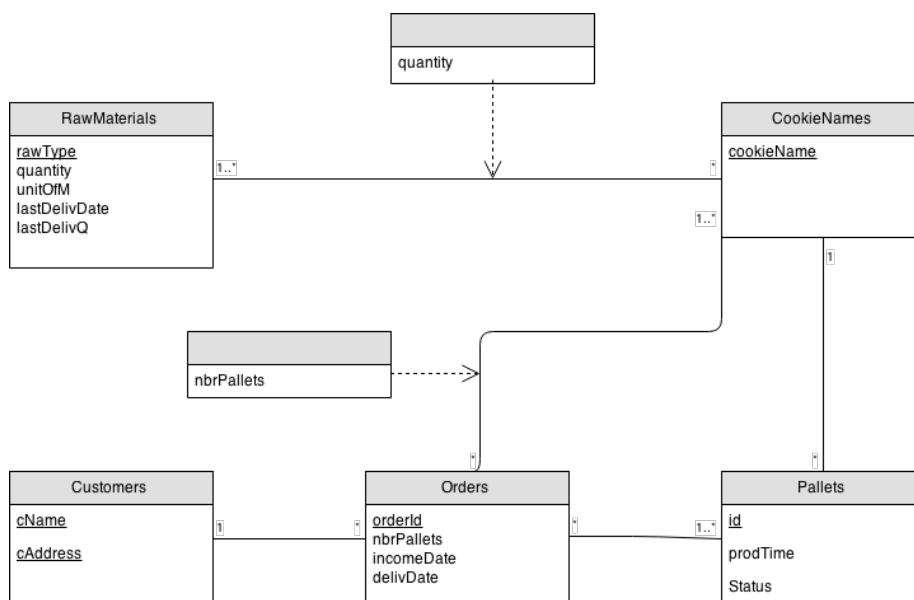 quantity
RawMaterials
rawType
quantity
unitOfM
lastDelivDate
lastDelivQ
1..*
*
CookieNames
cookieName
1..*
1
nbrPallets
*
*
Customers
cName
cAddress
1
*
Orders
orderId
nbrPallets
incomeDate
delivDate
*
1..*
Pallets
id
prodTime
Status